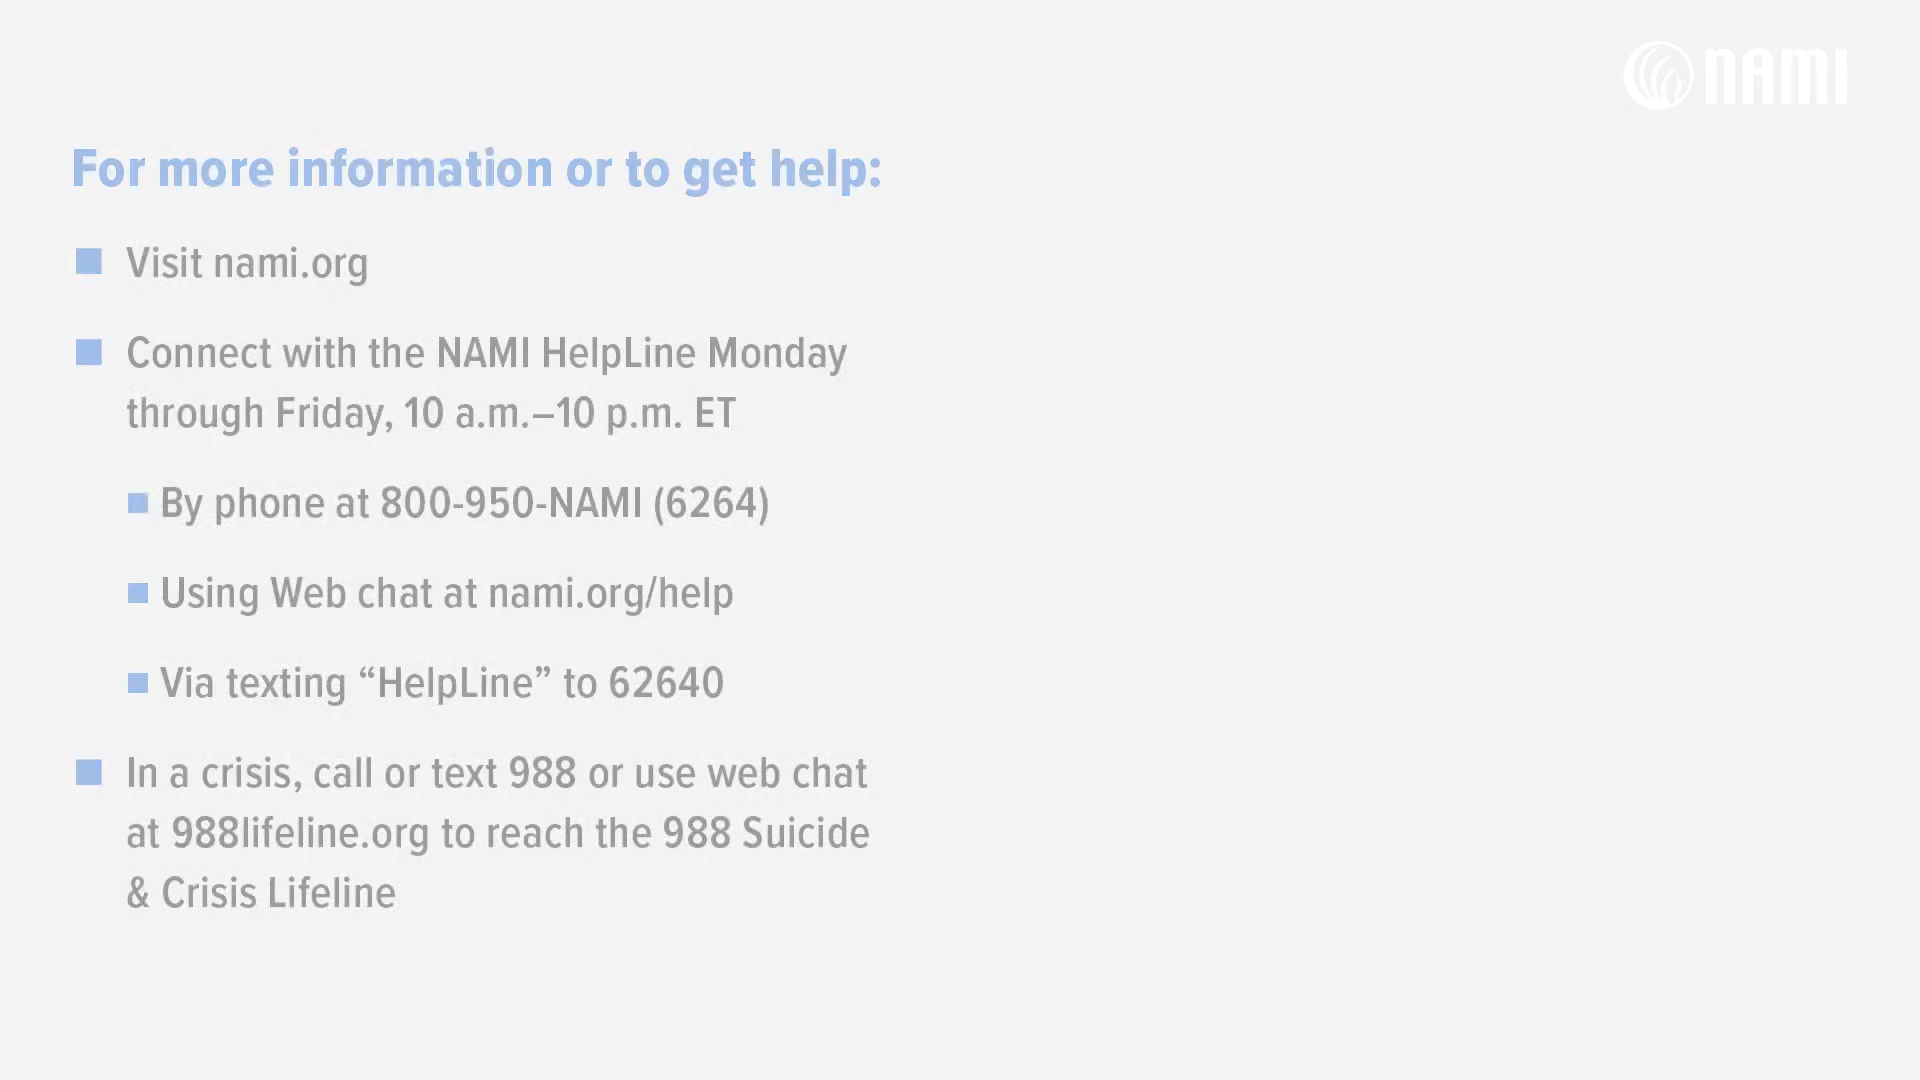 NAMI
For more information or to get help:
Visit nami.org
Connect with the NAMI HelpLine Monday
through Friday, 10 a.m.–10 p.m. ET
By phone at 800-950-NAMI (6264)
Using Web chat at nami.org/help
Via texting “HelpLine” to 62640
In a crisis, call or text 988 or use web chat
at 988lifeline.org to reach the 988 Suicide
& Crisis Lifeline